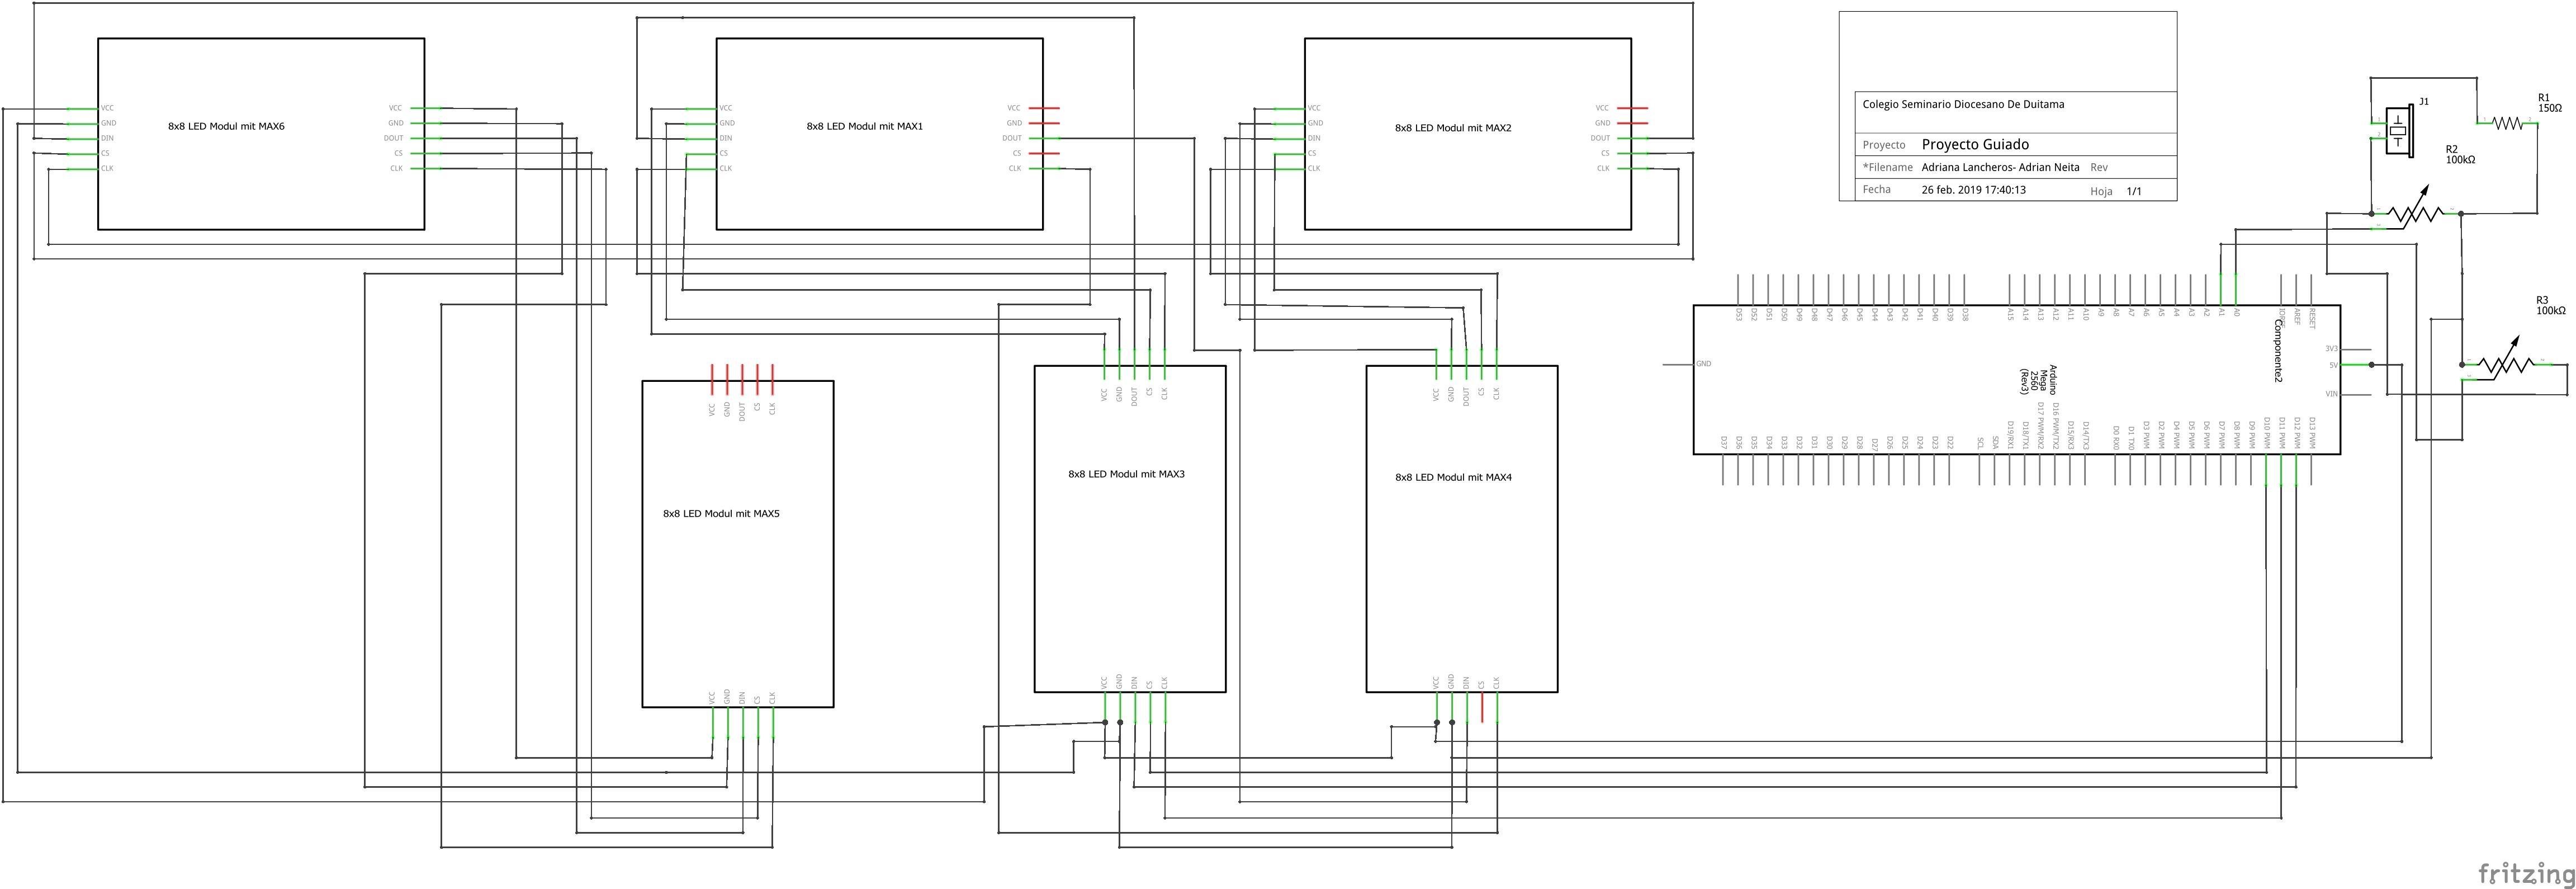 8x8 LED Modul mit MAX6
VCC
GND
DIN
CS
CLK
VCC
GND
DOUT
CS
CLK
8x8 LED Modul mit MAX1
VCC
GND
DIN
CS
CLK
VCC
GND
DOUT
CS
CLK
8x8 LED Modul mit MAX2
VCC
GND
DIN
CS
CLK
VCC
GND
DOUT
CS
CLK
Colegio Seminario Diocesano De Duitama
Proyecto Proyecto Guiado
*Filename Adriana Lancheros- Adrian Neita Rev
Fecha 26 feb. 2019 17:40:13 Hoja 1/1
J1
R1
150Ω
R2
100kΩ
R3
100kΩ
8x8 LED Modul mit MAX5
VCC
GND
DOUT
CS
CLK
VCC
GND
DIN
CS
CLK
8x8 LED Modul mit MAX3
VCC
GND
DOUT
CS
CLK
VCC
GND
DIN
CS
CLK
8x8 LED Modul mit MAX4
VCC
GND
DOUT
CS
CLK
VCC
GND
DIN
CS
CLK
D53
D52
D51
D50
D49
D48
D47
D46
D45
D44
D43
D42
D41
D40
D39
D38
A15
A14
A13
A12
A11
A10
A9
A8
A7
A6
A5
A4
A3
A2
A1
A0
AREF
RESET
GND
Arduino
Mega
2560
(Rev3)
Componente2
3V3
5V
VIN
D37
D36
D35
D34
D33
D32
D31
D30
D29
D28
D27
D26
D25
D24
D23
D22
SCL
SDA
D19/RX1
D18/TX1
D17 PWM/RX2
D16 PWM/TX2
D15/RX3
D14/TX3
D0 RX0
D1 TX0
D3 PWM
D2 PWM
D4 PWM
D5 PWM
D6 PWM
D7 PWM
D8 PWM
D9 PWM
D10 PWM
D11 PWM
D12 PWM
D13 PWM
fritzing